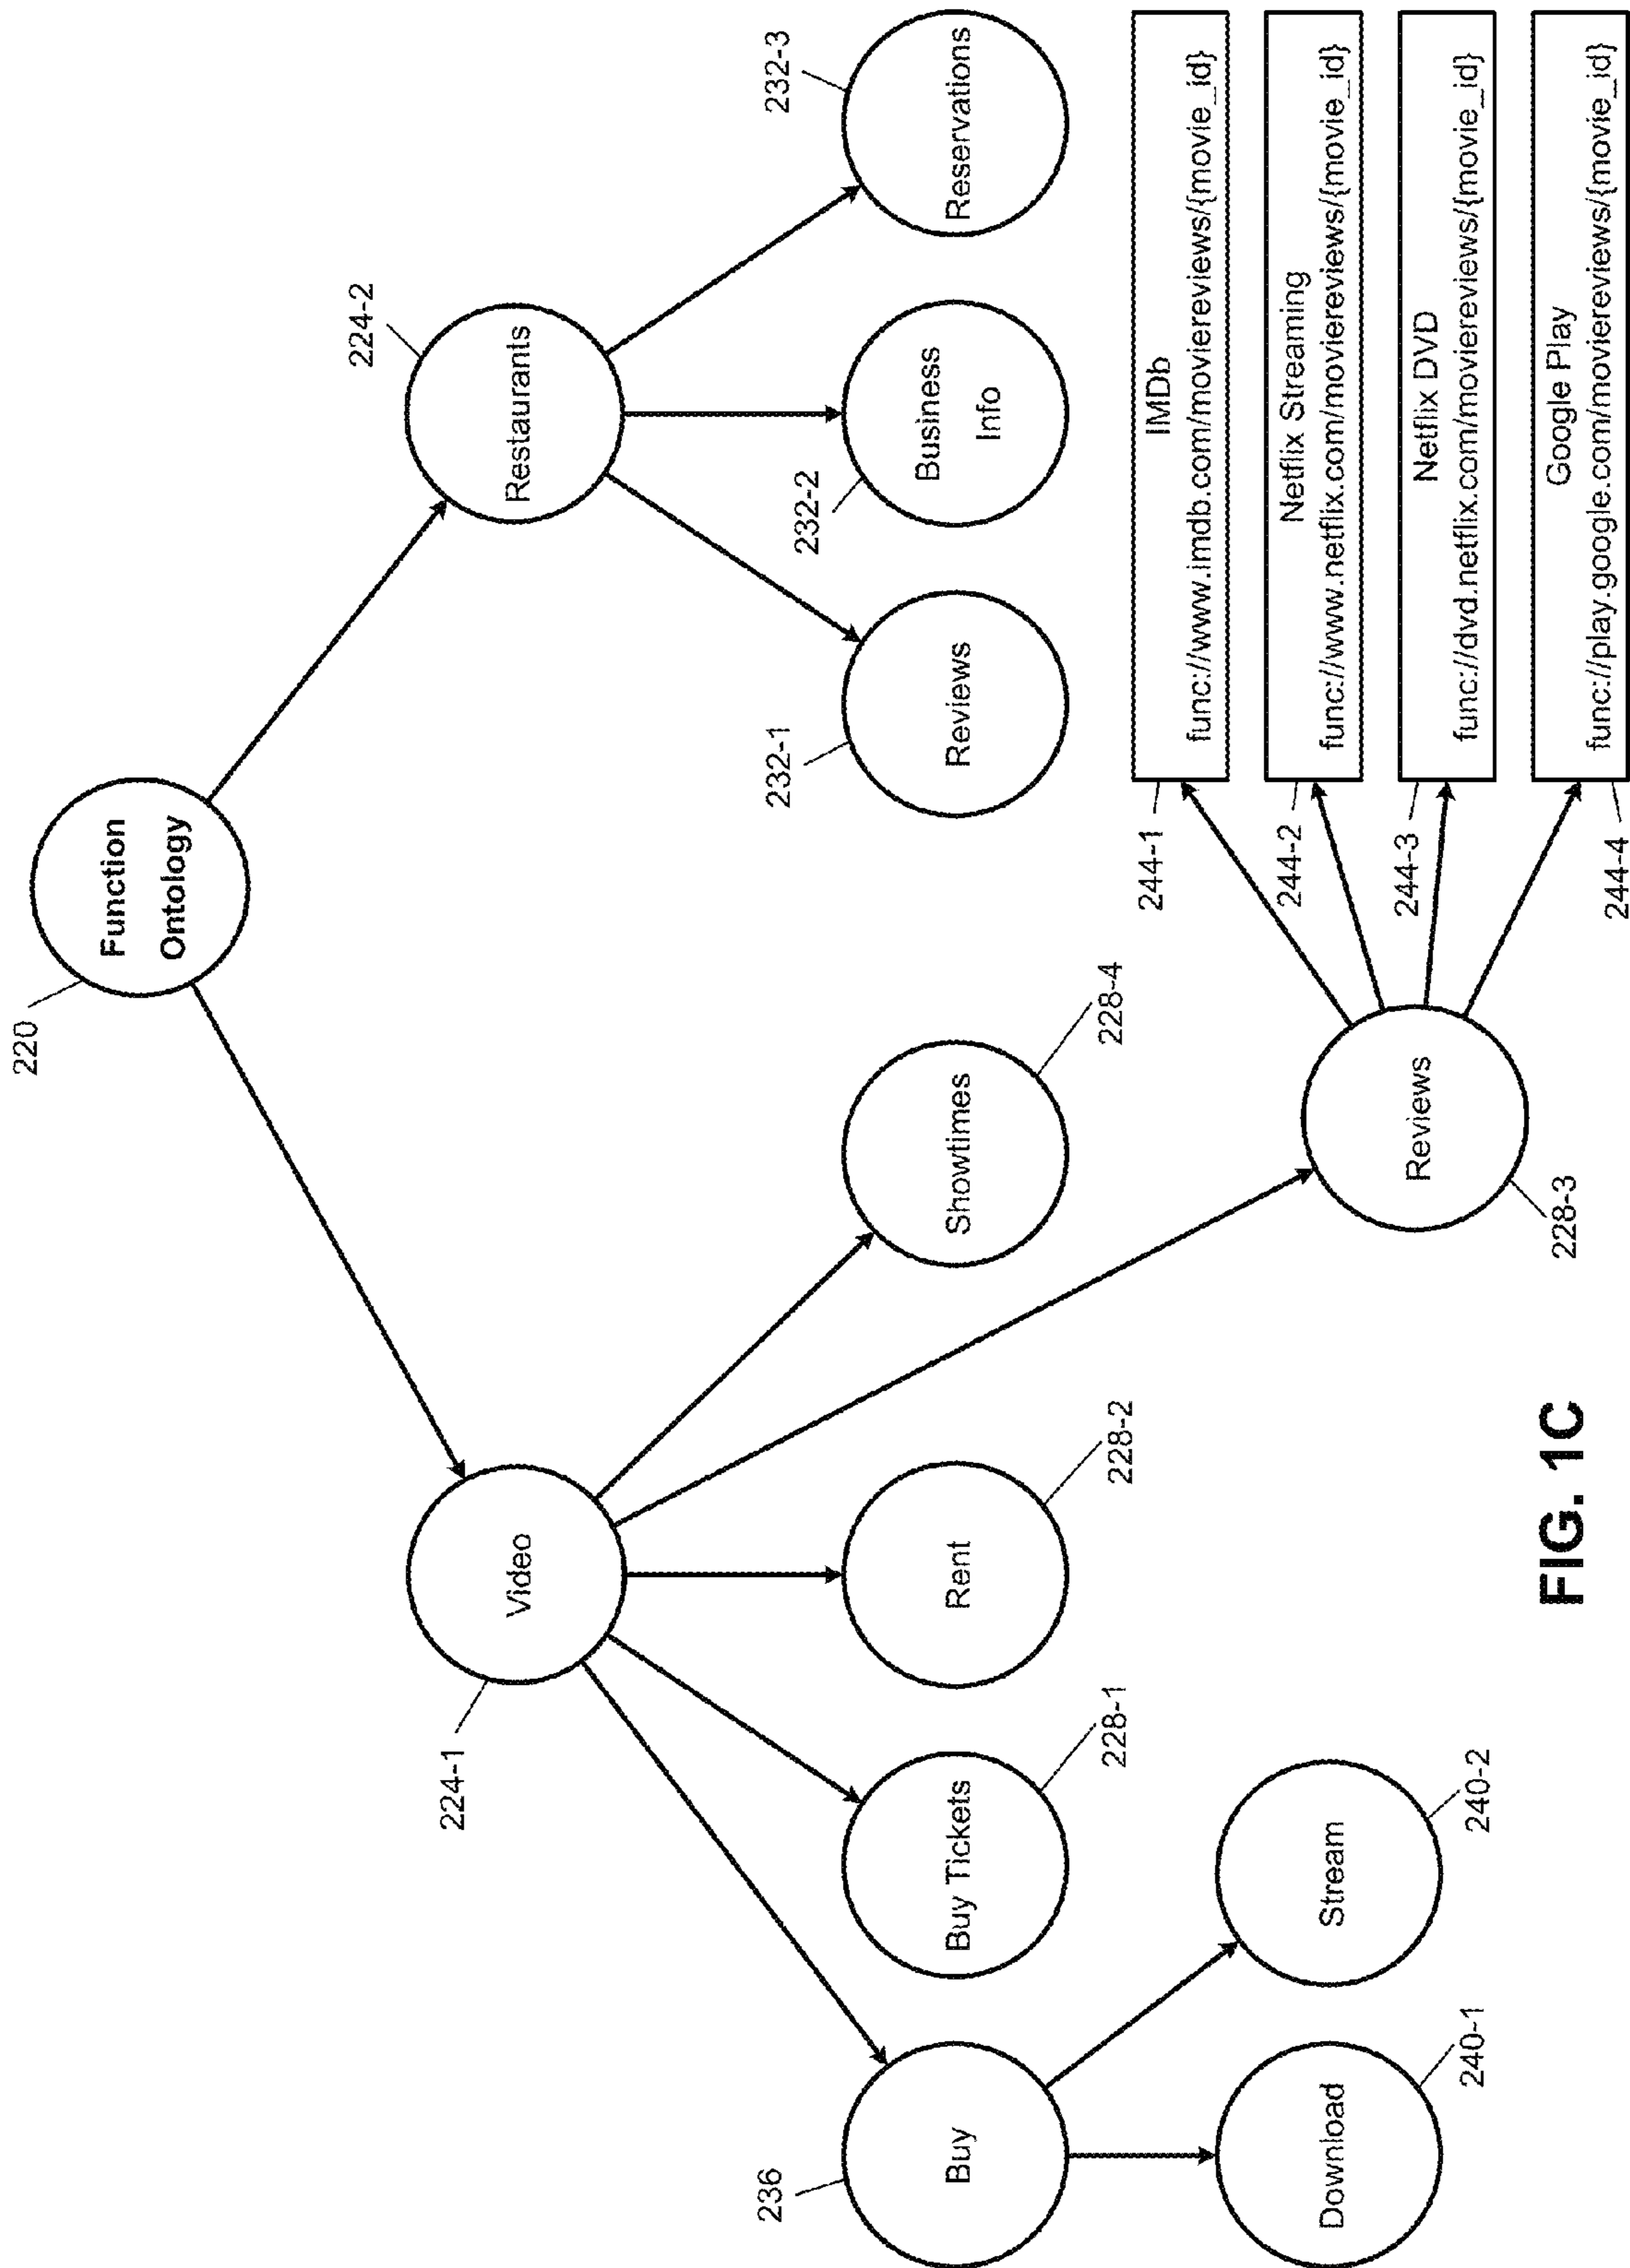 220
Function
Ontology
224-1
Video
224-2
Restaurants
236
Buy
Buy Tickets
228-1
Rent
228-2
Showtimes
228-4
232-1
Reviews
232-2
Business
Info
232-3
Reservations
Download
240-1
Stream
240-2
Reviews
228-3
244-1
IMDb
func://www.imdb.com/moviereviews/{movie_id}
244-2
Netflix Streaming
func://www.netflix.com/moviereviews/{movie_id}
244-3
Netflix DVD
func://dvd.netflix.com/moviereviews/{movie_id}
244-4
Google Play
func://play.google.com/moviereviews/{movie_id}
FIG. 1C